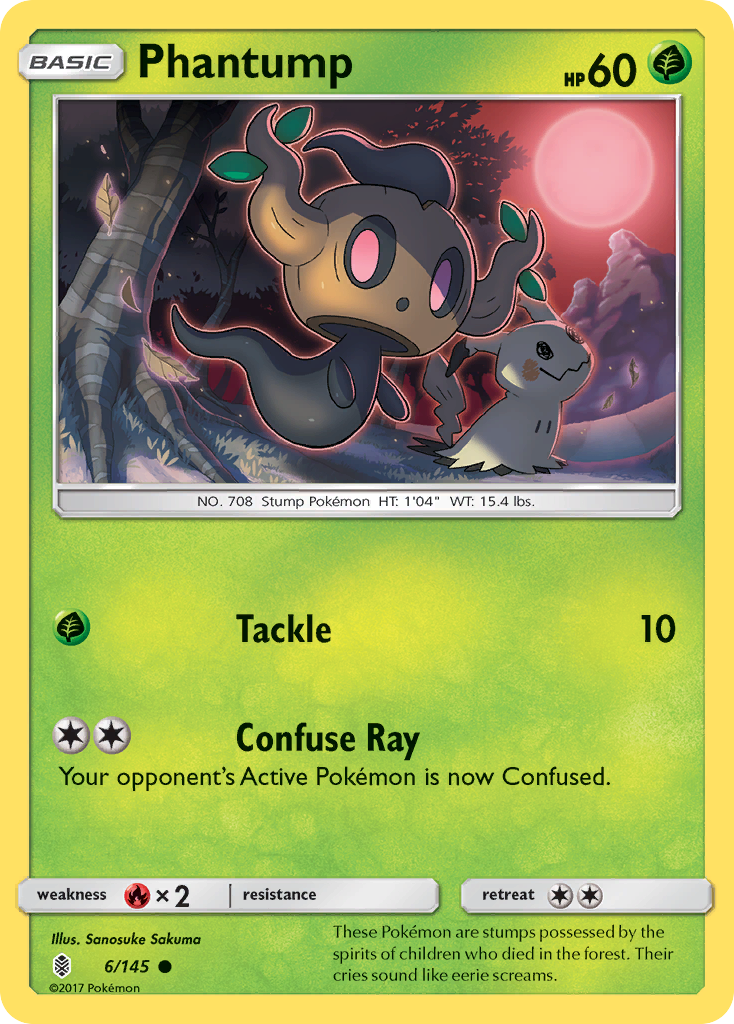 BASIC Phantump HP 60
NO. 708 Stump Pokémon HT: 1'04" WT: 15.4 lbs.
Tackle 10
Confuse Ray
Your opponent's Active Pokémon is now Confused.
weakness × 2 resistance retreat
Illus. Sanosuke Sakuma
6/145
©2017 Pokémon
These Pokémon are stumps possessed by the
spirits of children who died in the forest. Their
cries sound like eerie screams.